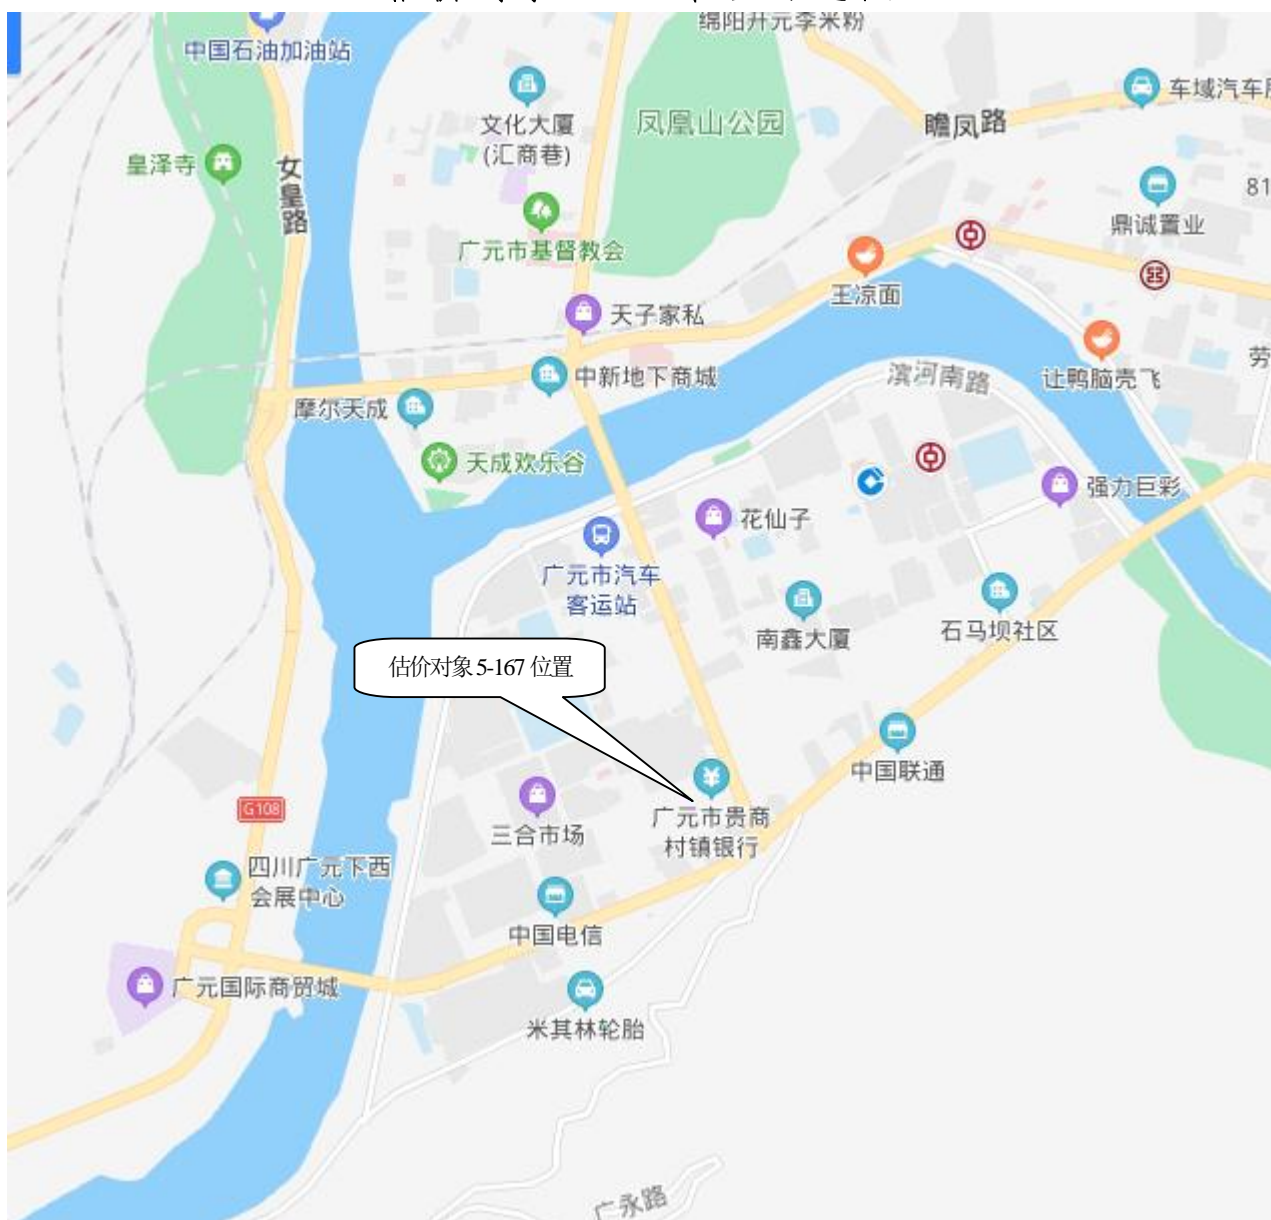 绵阳开元李米粉
中国石油加油站
车域汽车
文化大厦
(汇商巷)
凤凰山公园
瞻凤路
皇泽寺
女皇路
81
鼎诚置业
广元市基督教会
王凉面
天子家私
劳
中新地下商城
滨河南路
让鸭脑壳飞
摩尔天成
天成欢乐谷
强力巨彩
花仙子
广元市汽车
客运站
南鑫大厦
石马坝社区
估价对象5-167位置
中国联通
G108
三合市场
广元市贵商
村镇银行
四川广元下西
会展中心
中国电信
广元国际商贸城
米其林轮胎
广永路